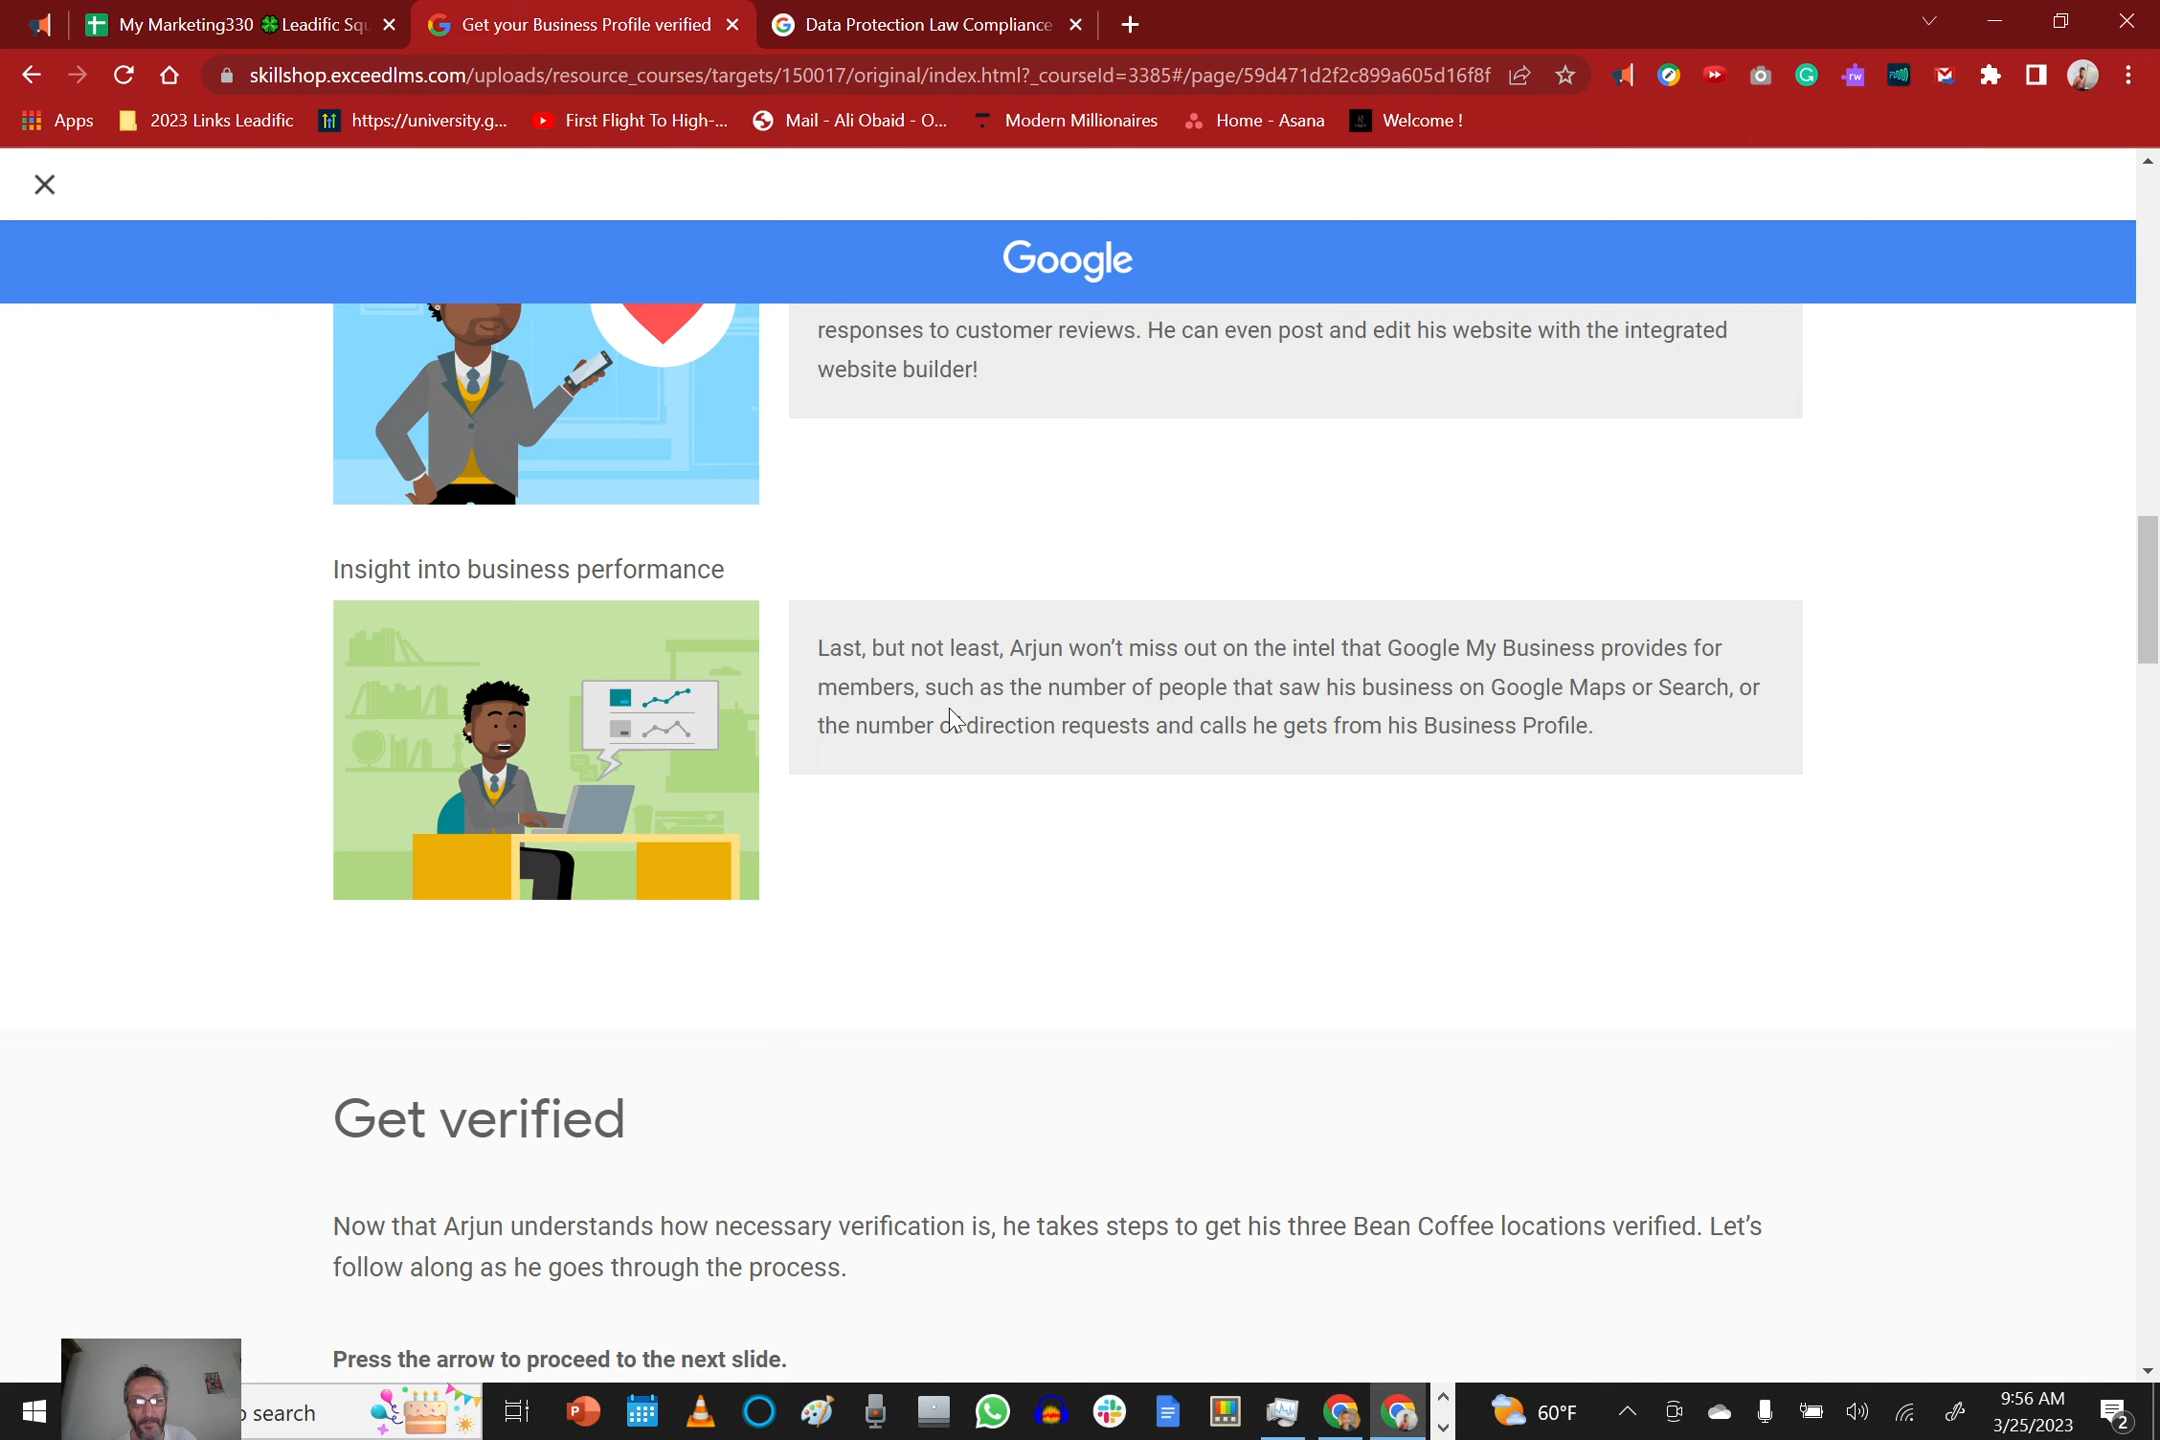 My Marketing330 🍀Leadific Squ
Get your Business Profile verified
Data Protection Law Compliance
skillshop.exceedlms.com/uploads/resource_courses/targets/150017/original/index.html?_courseId=3385#/page/59d471d2f2c899a605d16f8f
Apps
2023 Links Leadific
https://university.g...
First Flight To High-...
Mail - Ali Obaid - O...
Modern Millionaires
Home - Asana
Welcome !
Google
responses to customer reviews. He can even post and edit his website with the integrated
website builder!
Insight into business performance
Last, but not least, Arjun won’t miss out on the intel that Google My Business provides for
members, such as the number of people that saw his business on Google Maps or Search, or
the number of direction requests and calls he gets from his Business Profile.
Get verified
Now that Arjun understands how necessary verification is, he takes steps to get his three Bean Coffee locations verified. Let’s
follow along as he goes through the process.
Press the arrow to proceed to the next slide.
search
60°F
9:56 AM
3/25/2023
2